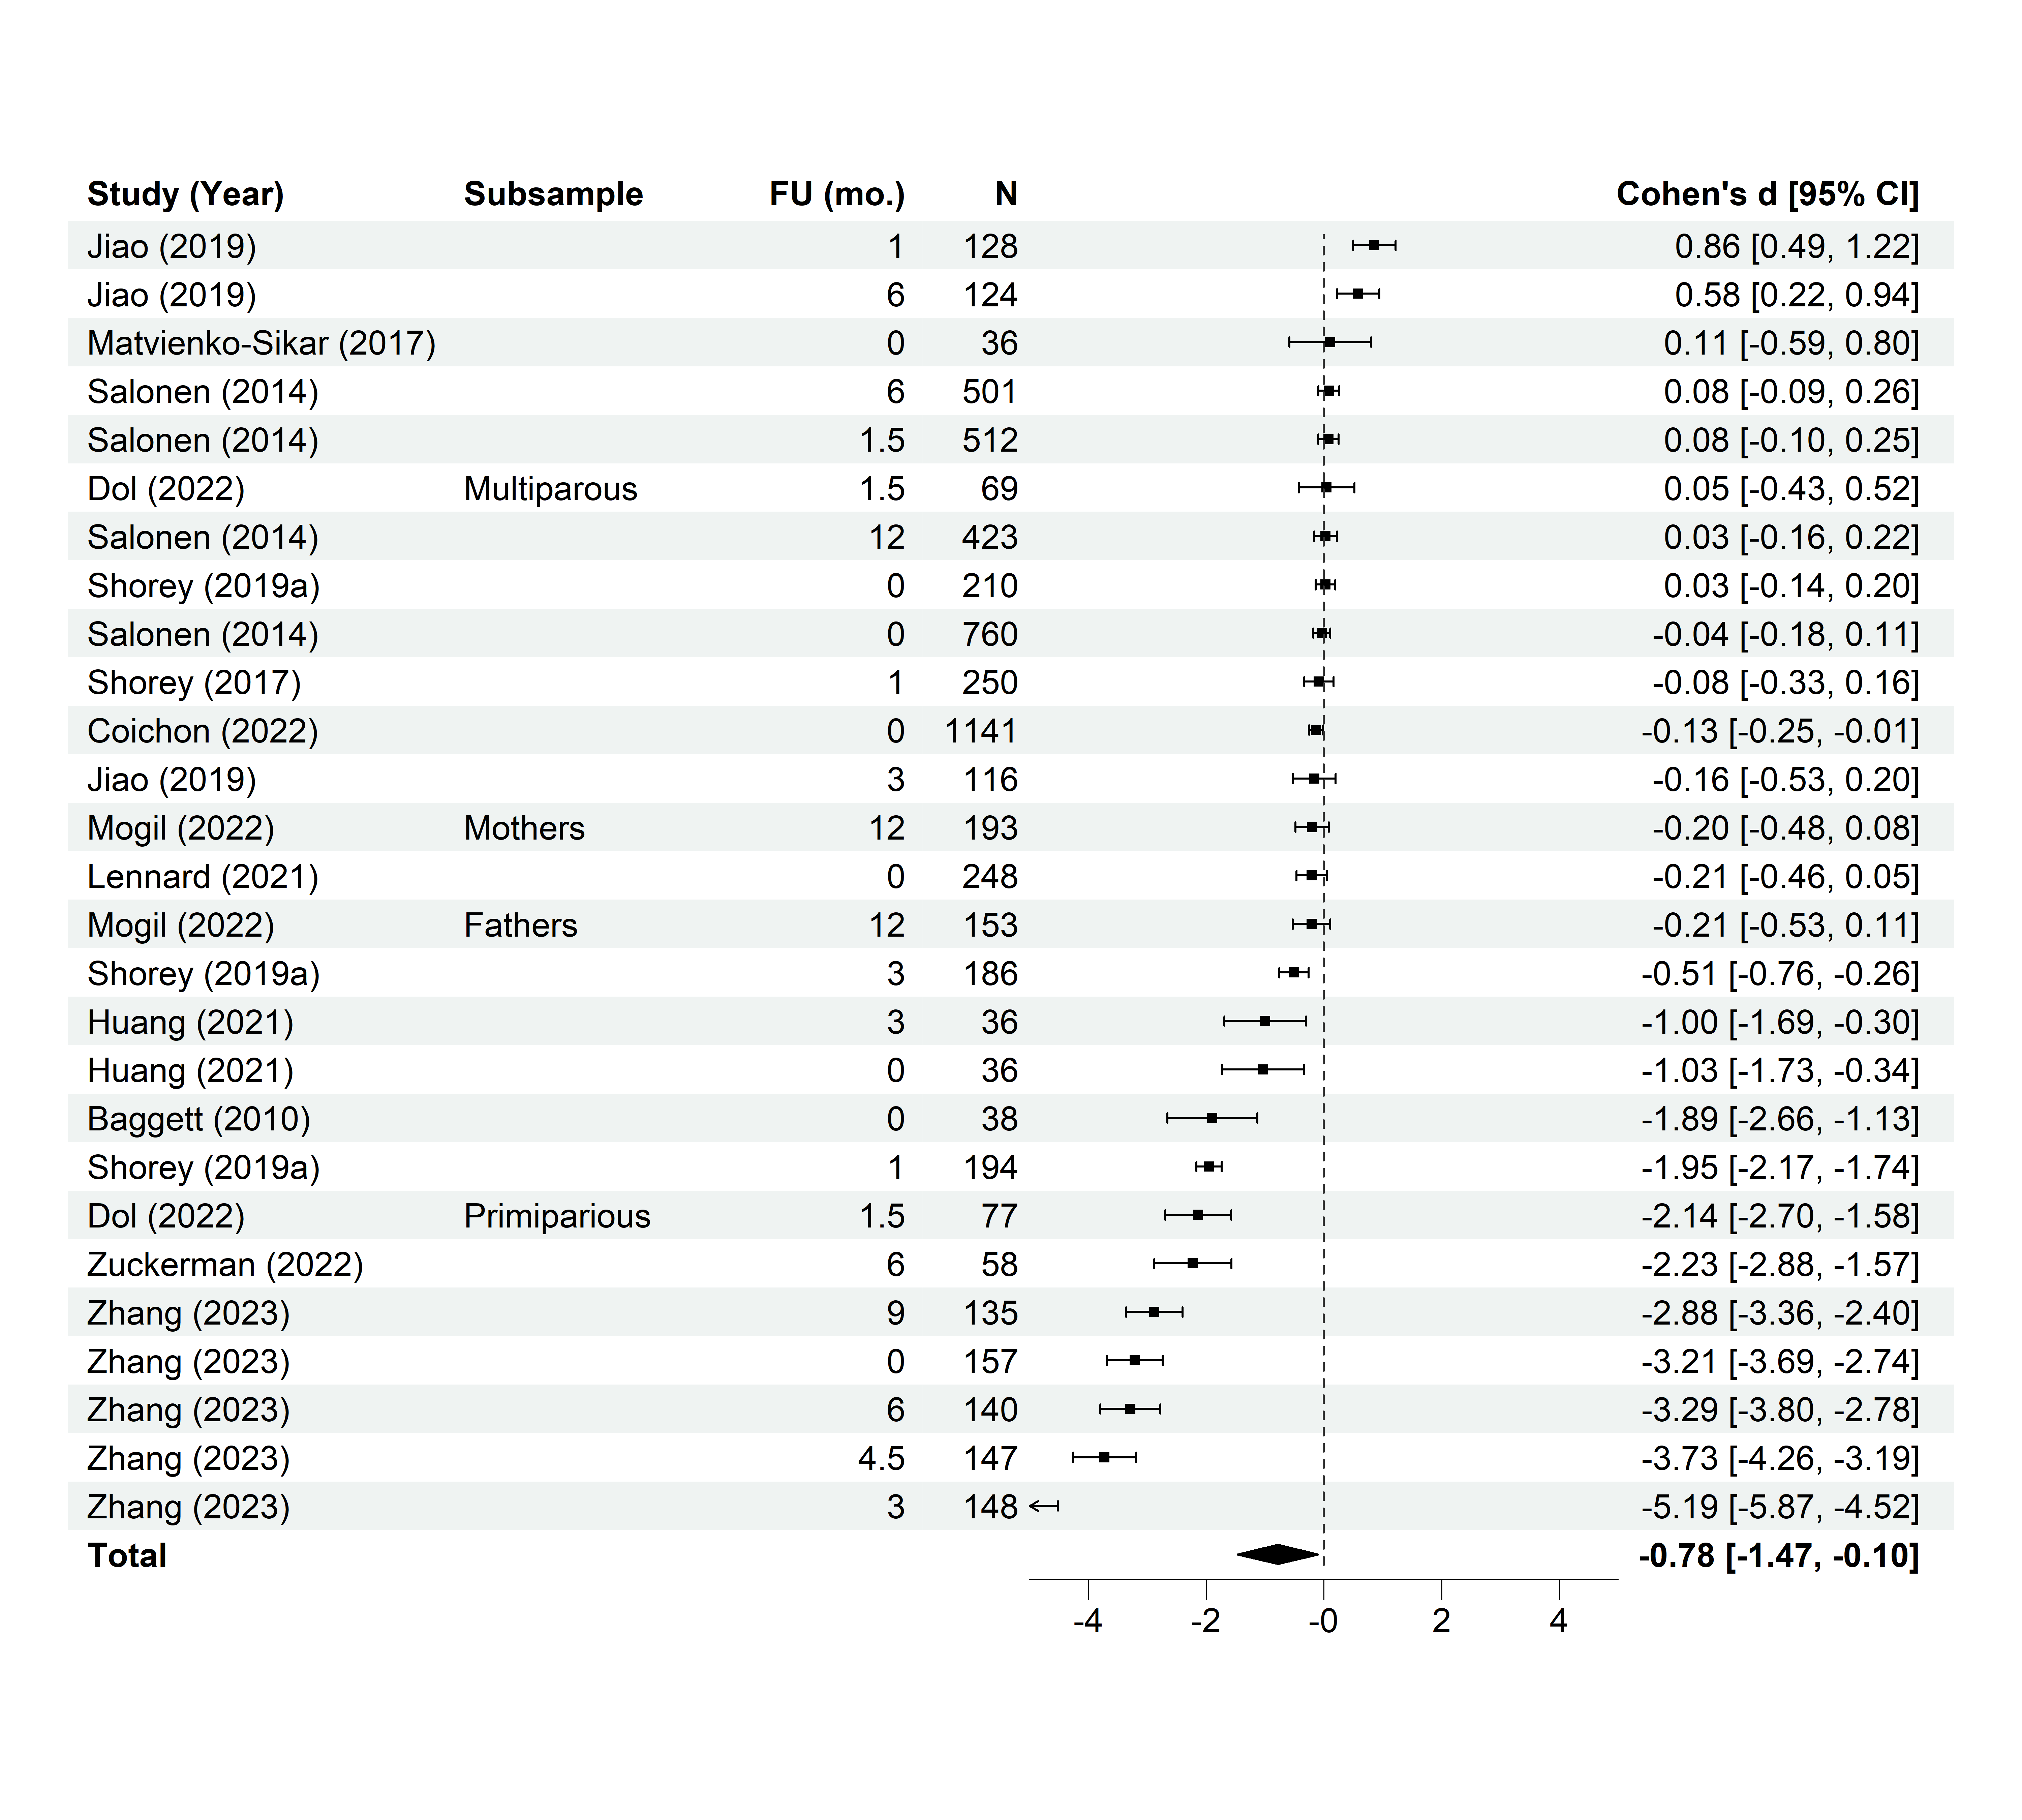 Study (Year) Subsample FU (mo.) N Cohen's d [95% CI]
Jiao (2019) 1 128 0.86 [0.49, 1.22]
Jiao (2019) 6 124 0.58 [0.22, 0.94]
Matvienko-Sikar (2017) 0 36 0.11 [-0.59, 0.80]
Salonen (2014) 6 501 0.08 [-0.09, 0.26]
Salonen (2014) 1.5 512 0.08 [-0.10, 0.25]
Dol (2022) Multiparous 1.5 69 0.05 [-0.43, 0.52]
Salonen (2014) 12 423 0.03 [-0.16, 0.22]
Shorey (2019a) 0 210 0.03 [-0.14, 0.20]
Salonen (2014) 0 760 -0.04 [-0.18, 0.11]
Shorey (2017) 1 250 -0.08 [-0.33, 0.16]
Coichon (2022) 0 1141 -0.13 [-0.25, -0.01]
Jiao (2019) 3 116 -0.16 [-0.53, 0.20]
Mogil (2022) Mothers 12 193 -0.20 [-0.48, 0.08]
Lennard (2021) 0 248 -0.21 [-0.46, 0.05]
Mogil (2022) Fathers 12 153 -0.21 [-0.53, 0.11]
Shorey (2019a) 3 186 -0.51 [-0.76, -0.26]
Huang (2021) 3 36 -1.00 [-1.69, -0.30]
Huang (2021) 0 36 -1.03 [-1.73, -0.34]
Baggett (2010) 0 38 -1.89 [-2.66, -1.13]
Shorey (2019a) 1 194 -1.95 [-2.17, -1.74]
Dol (2022) Primiparious 1.5 77 -2.14 [-2.70, -1.58]
Zuckerman (2022) 6 58 -2.23 [-2.88, -1.57]
Zhang (2023) 9 135 -2.88 [-3.36, -2.40]
Zhang (2023) 0 157 -3.21 [-3.69, -2.74]
Zhang (2023) 6 140 -3.29 [-3.80, -2.78]
Zhang (2023) 4.5 147 -3.73 [-4.26, -3.19]
Zhang (2023) 3 148 -5.19 [-5.87, -4.52]
Total -0.78 [-1.47, -0.10]
-4 -2 -0 2 4